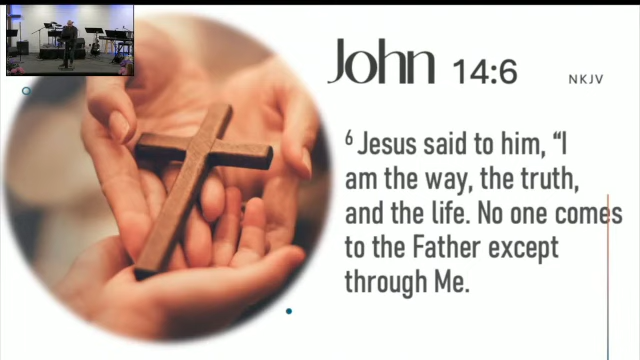 John 14:6 NKJV
6 Jesus said to him, “I
am the way, the truth,
and the life. No one comes
to the Father except
through Me.